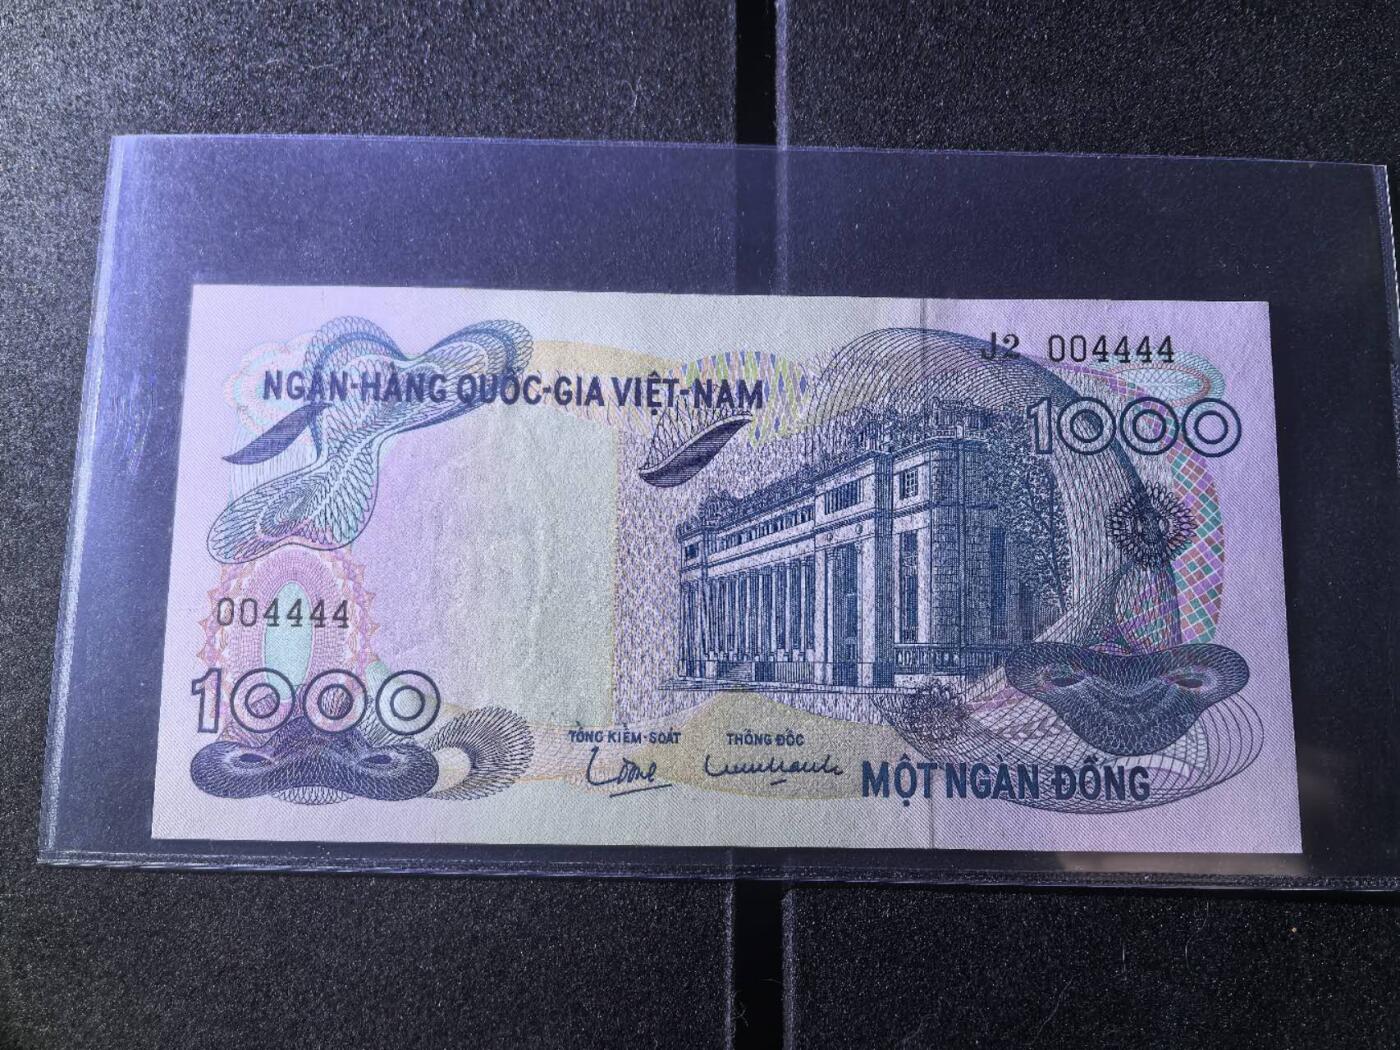 J2 004444
NGÂN-HÀNG QUỐC-GIA VIỆT-NAM
1000
004444
1000
TỔNG KIỂM-SOÁT
THỐNG ĐỐC
MỘT NGÀN ĐỒNG